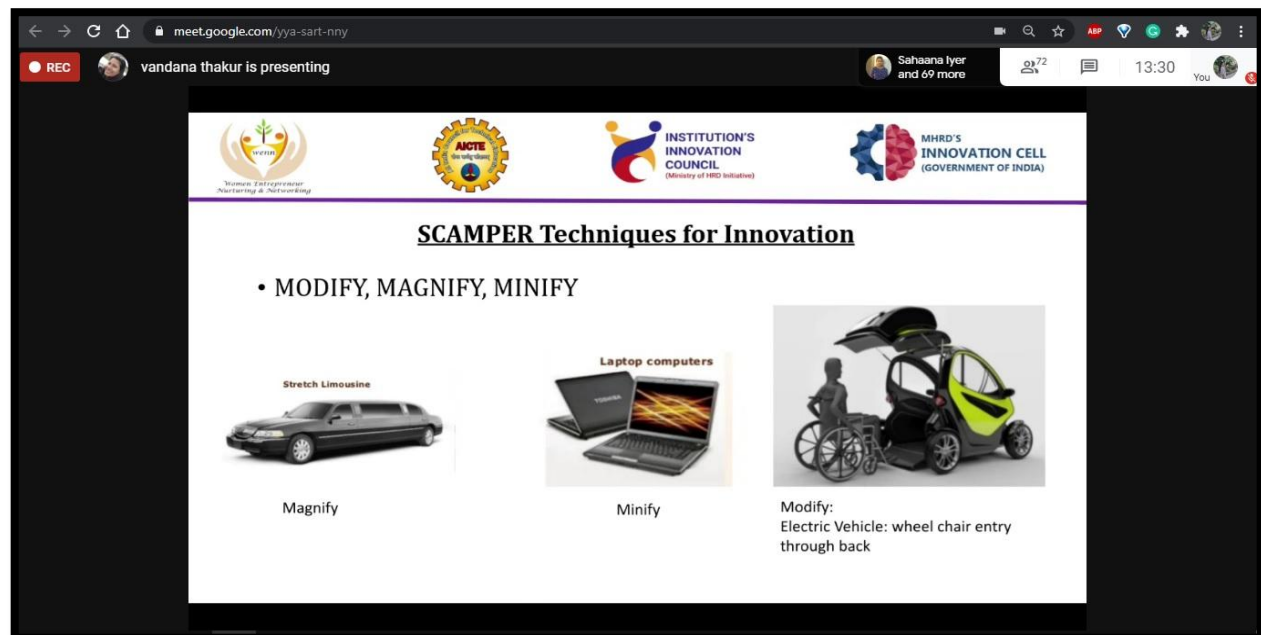 meet.google.com/yya-sart-nny
ABP
REC
vandana thakur is presenting
Sahaana Iyer
and 69 more
72
13:30
You
wenn
Women Entrepreneur
Nurturing & Networking
AICTE
INSTITUTION'S
INNOVATION
COUNCIL
(Ministry of HRD Initiative)
MHRD'S
INNOVATION CELL
(GOVERNMENT OF INDIA)
SCAMPER Techniques for Innovation
• MODIFY, MAGNIFY, MINIFY
Stretch Limousine
Laptop computers
TOSHIBA
Magnify
Minify
Modify:
Electric Vehicle: wheel chair entry
through back